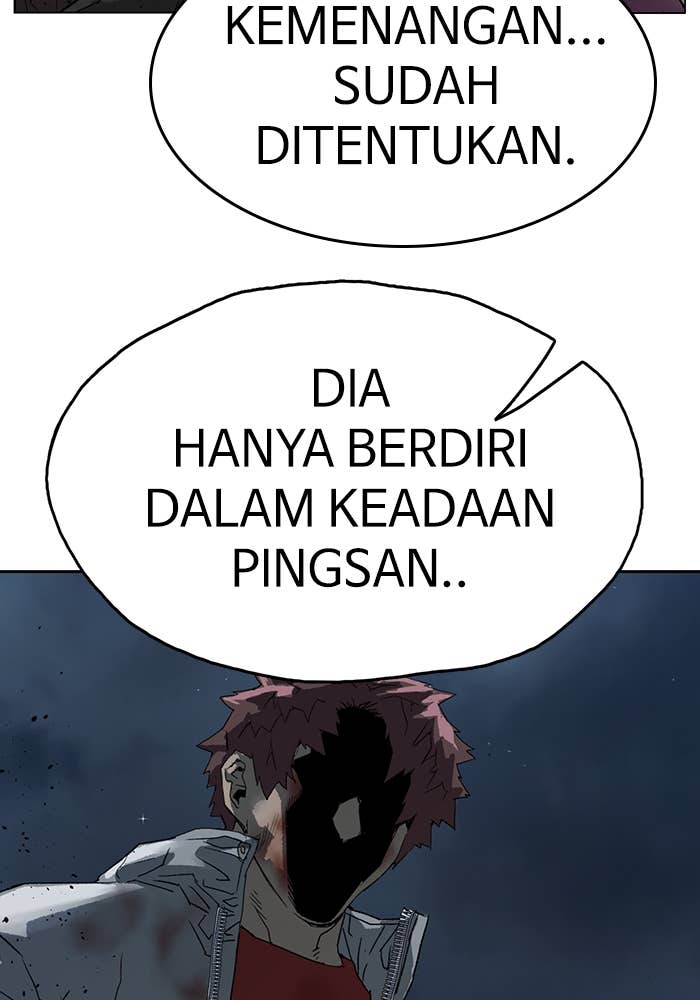 KEMENANGAN...
SUDAH
DITENTUKAN.
DIA
HANYA BERDIRI
DALAM KEADAAN
PINGSAN..